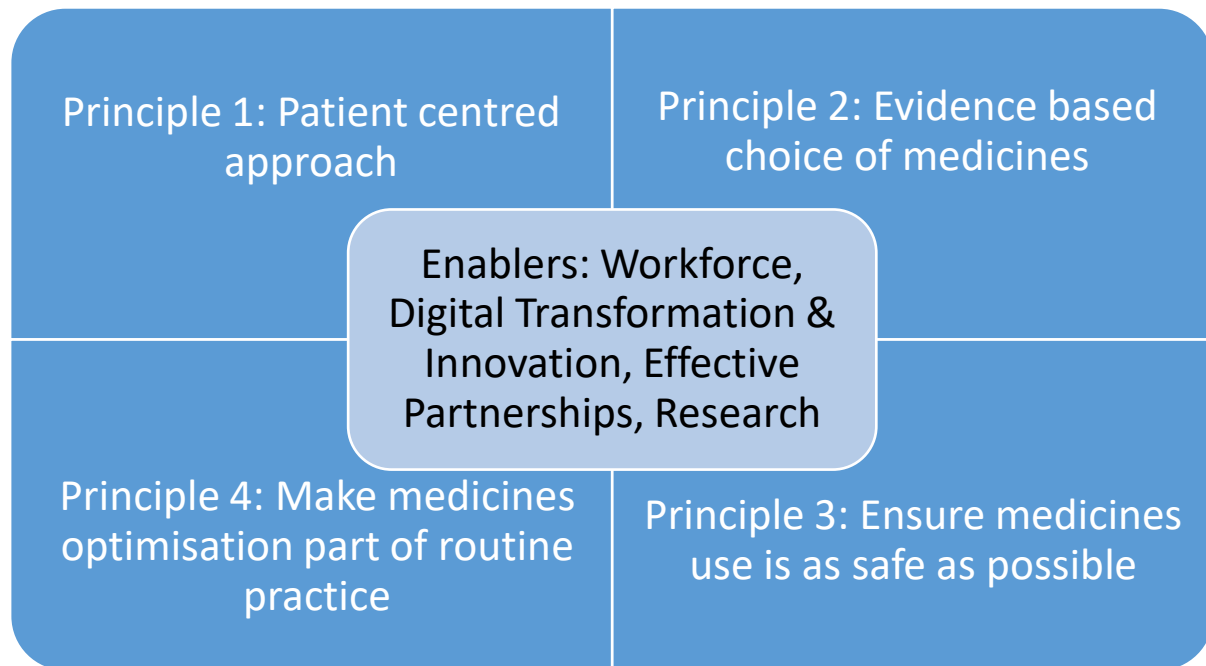 Principle 1: Patient centred
approach
Principle 2: Evidence based
choice of medicines
Enablers: Workforce,
Digital Transformation &
Innovation, Effective
Partnerships, Research
Principle 4: Make medicines
optimisation part of routine
practice
Principle 3: Ensure medicines
use is as safe as possible